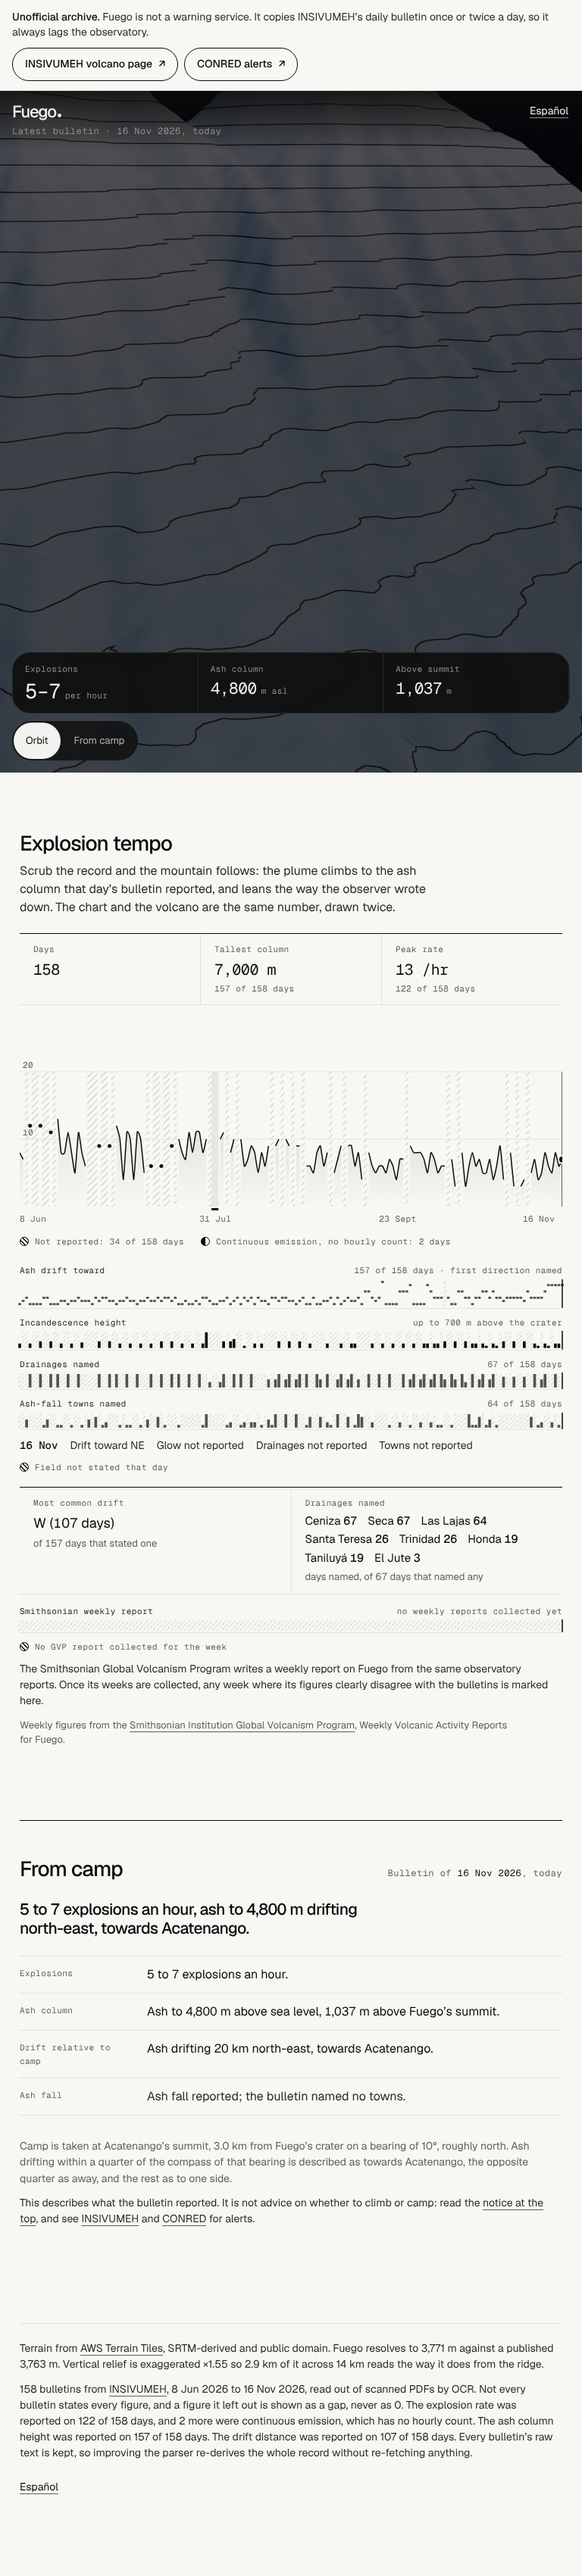 Unofficial archive. Fuego is not a warning service. It copies INSIVUMEH's daily bulletin once or twice a day, so it
always lags the observatory.
INSIVUMEH volcano page ↗ CONRED alerts ↗
Fuego.
Español
Latest bulletin · 16 Nov 2026, today
Explosions
5–7 per hour
Ash column
4,800 m asl
Above summit
1,037 m
Orbit From camp
Explosion tempo
Scrub the record and the mountain follows: the plume climbs to the ash
column that day's bulletin reported, and leans the way the observer wrote
down. The chart and the volcano are the same number, drawn twice.
Days
158
Tallest column
7,000 m
157 of 158 days
Peak rate
13 /hr
122 of 158 days
20
10
8 Jun 31 Jul 23 Sept 16 Nov
Not reported: 34 of 158 days Continuous emission, no hourly count: 2 days
Ash drift toward 157 of 158 days · first direction named
Incandescence height up to 700 m above the crater
Drainages named 67 of 158 days
Ash-fall towns named 64 of 158 days
16 Nov Drift toward NE Glow not reported Drainages not reported Towns not reported
Field not stated that day
Most common drift
W (107 days)
of 157 days that stated one
Drainages named
Ceniza 67 Seca 67 Las Lajas 64
Santa Teresa 26 Trinidad 26 Honda 19
Taniluyá 19 El Jute 3
days named, of 67 days that named any
Smithsonian weekly report no weekly reports collected yet
No GVP report collected for the week
The Smithsonian Global Volcanism Program writes a weekly report on Fuego from the same observatory
reports. Once its weeks are collected, any week where its figures clearly disagree with the bulletins is marked
here.
Weekly figures from the Smithsonian Institution Global Volcanism Program, Weekly Volcanic Activity Reports
for Fuego.
From camp
Bulletin of 16 Nov 2026, today
5 to 7 explosions an hour, ash to 4,800 m drifting
north-east, towards Acatenango.
Explosions 5 to 7 explosions an hour.
Ash column Ash to 4,800 m above sea level, 1,037 m above Fuego's summit.
Drift relative to
camp
Ash drifting 20 km north-east, towards Acatenango.
Ash fall Ash fall reported; the bulletin named no towns.
Camp is taken at Acatenango's summit, 3.0 km from Fuego's crater on a bearing of 10°, roughly north. Ash
drifting within a quarter of the compass of that bearing is described as towards Acatenango, the opposite
quarter as away, and the rest as to one side.
This describes what the bulletin reported. It is not advice on whether to climb or camp: read the notice at the
top, and see INSIVUMEH and CONRED for alerts.
Terrain from AWS Terrain Tiles, SRTM-derived and public domain. Fuego resolves to 3,771 m against a published
3,763 m. Vertical relief is exaggerated ×1.55 so 2.9 km of it across 14 km reads the way it does from the ridge.
158 bulletins from INSIVUMEH, 8 Jun 2026 to 16 Nov 2026, read out of scanned PDFs by OCR. Not every
bulletin states every figure, and a figure it left out is shown as a gap, never as 0. The explosion rate was
reported on 122 of 158 days, and 2 more were continuous emission, which has no hourly count. The ash column
height was reported on 157 of 158 days. The drift distance was reported on 107 of 158 days. Every bulletin's raw
text is kept, so improving the parser re-derives the whole record without re-fetching anything.
Español